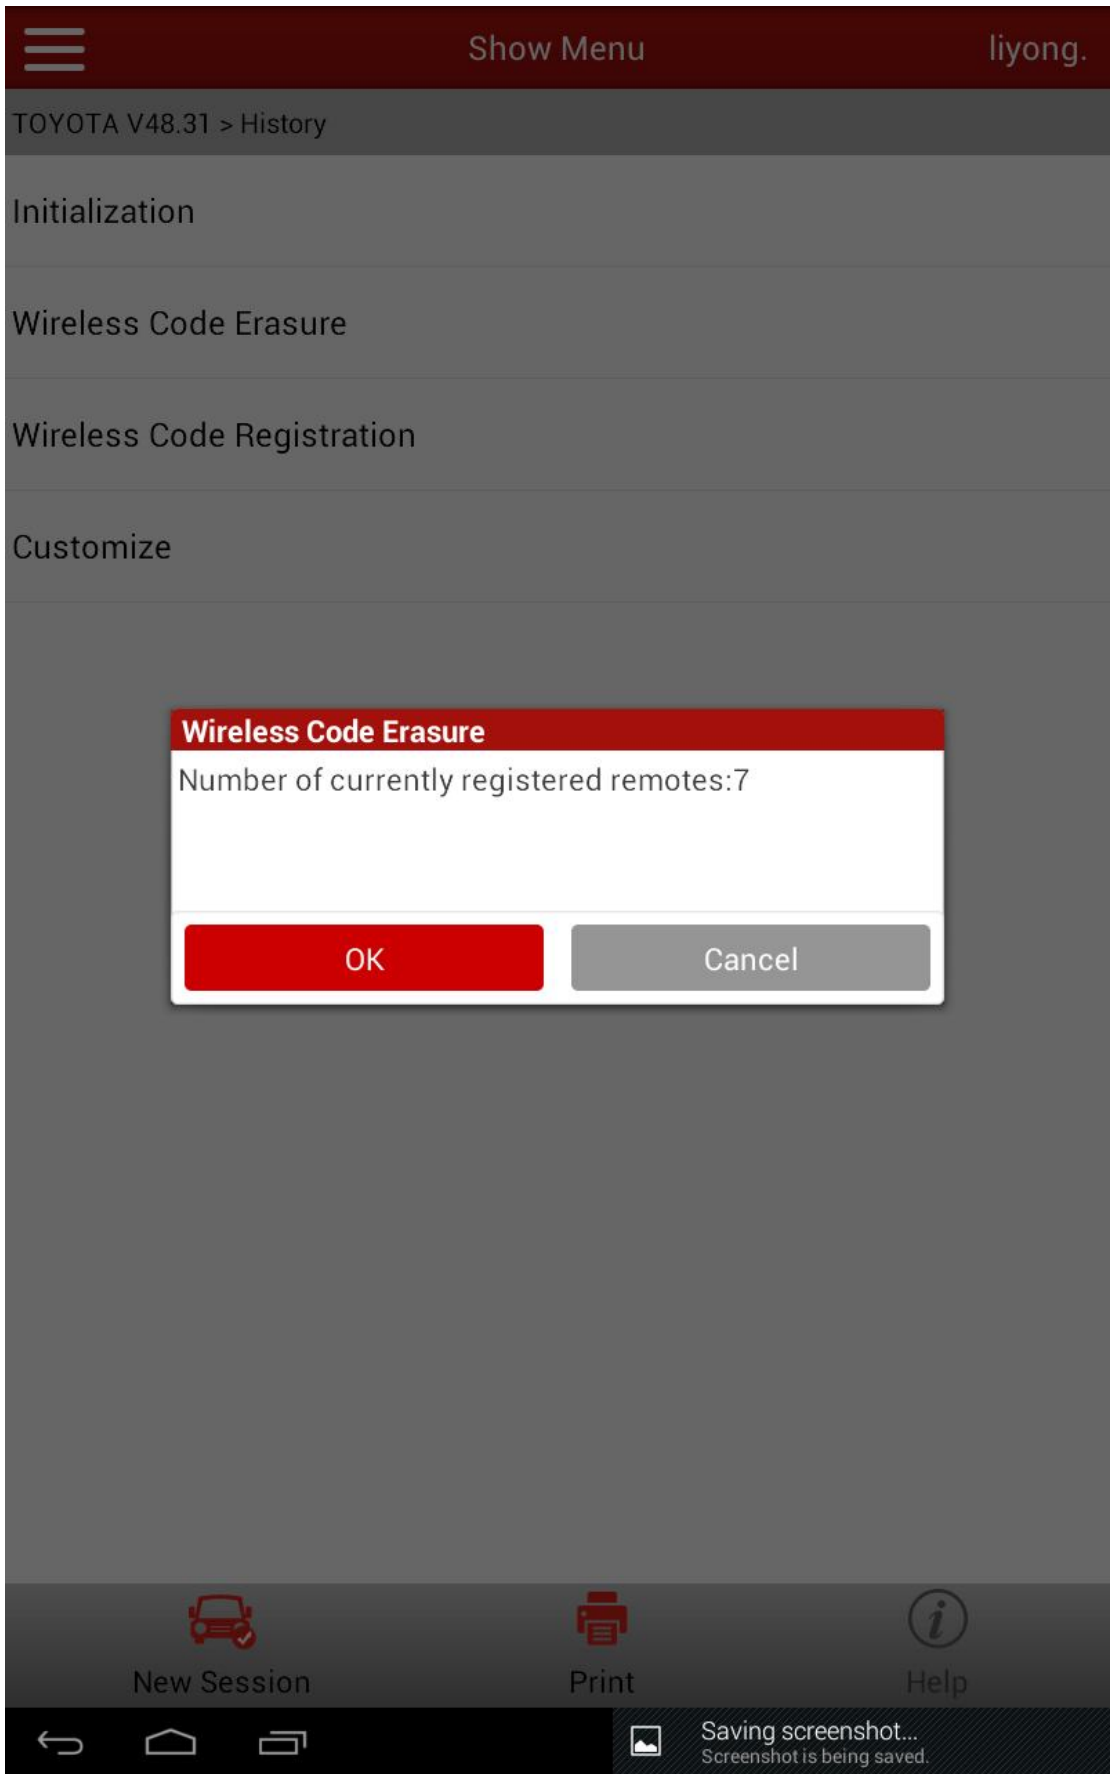 Show Menu
liyong.
TOYOTA V48.31 > History
Initialization
Wireless Code Erasure
Wireless Code Registration
Customize
Wireless Code Erasure
Number of currently registered remotes:7
OK
Cancel
New Session
Print
Help
Saving screenshot...
Screenshot is being saved.